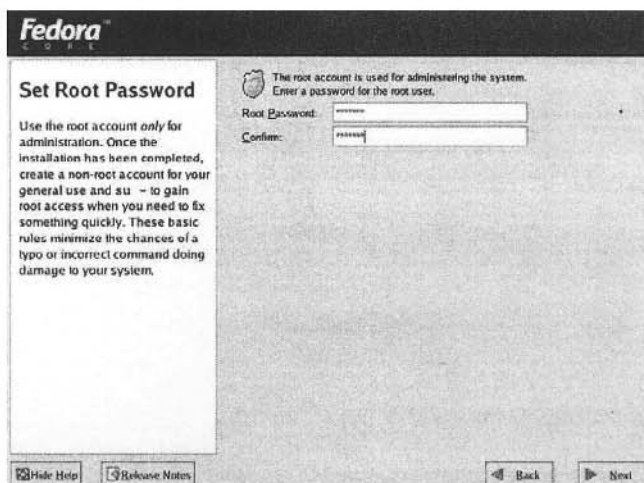 Fedora™
CORE
Set Root Password
Use the root account only for
administration. Once the
installation has been completed,
create a non-root account for your
general use and su - to gain
root access when you need to fix
something quickly. These basic
rules minimize the chances of a
typo or incorrect command doing
damage to your system.
The root account is used for administering the system.
Enter a password for the root user.
Root Password: *******
Confirm: *******
Hide Help
Release Notes
Back
Next